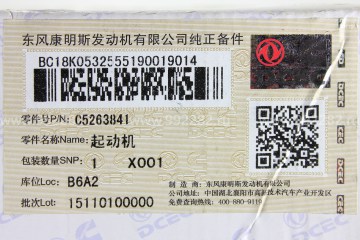 东风康明斯发动机有限公司纯正备件
BC18K0532555190019014
零件号P/N: C5263841
零件名称Name: 起动机
包装数量SNP: 1 X001
库位Loc: B6A2
批次Lot: 15110100000
制 造 商: 东风康明斯发动机有限公司
地址: 中国湖北襄阳市高新技术汽车产业开发区
免费查询热线: 400-880-9119
DCEC